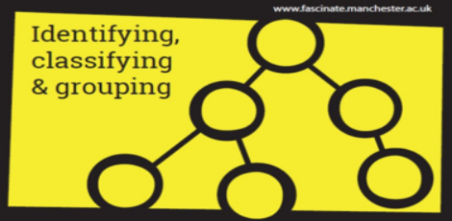 www.fascinate.manchester.ac.uk
Identifying,
classifying
& grouping